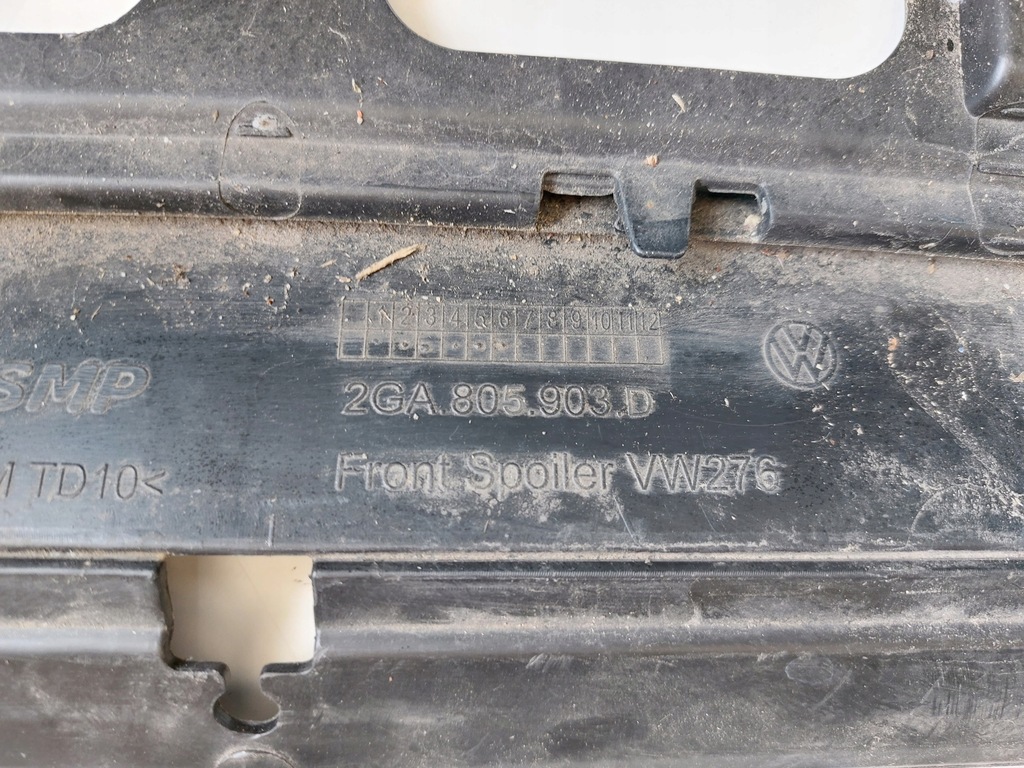 1 2 3 4 5 6 7 8 9 10 11 12
SMP
2GA.805.903.D
M TD10<
Front Spoiler VW276